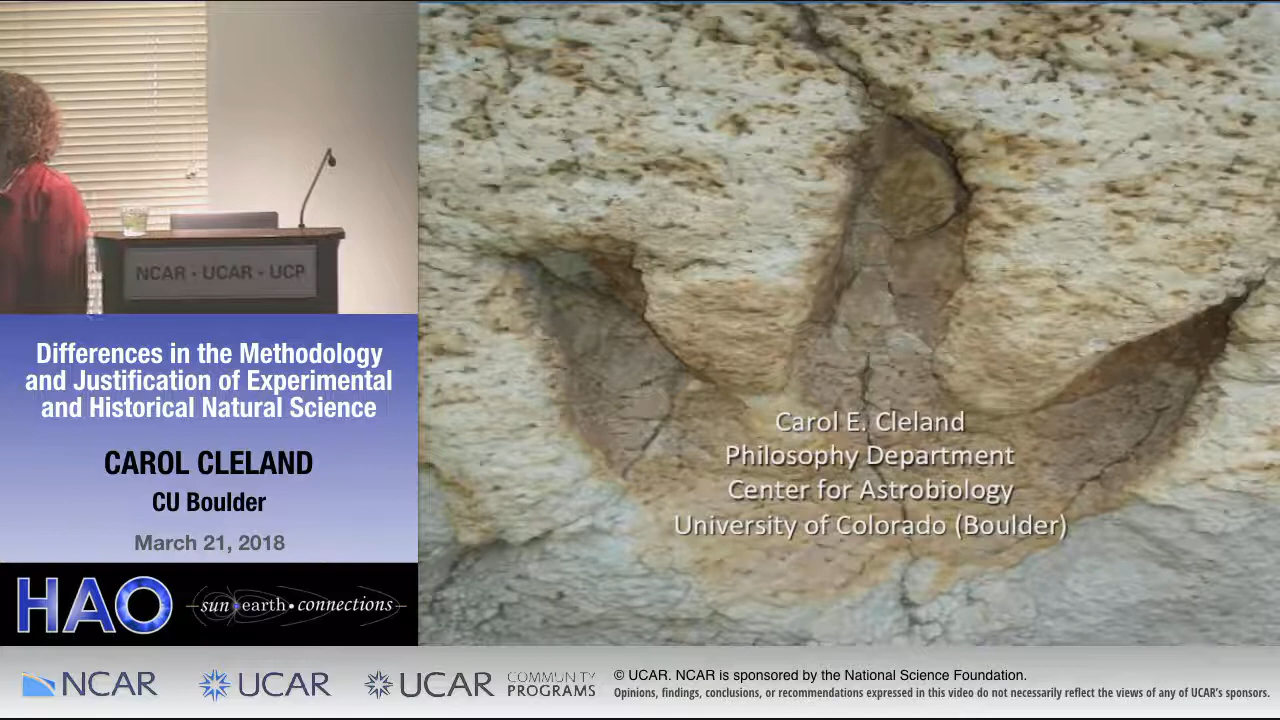 NCAR · UCAR · UCP
Differences in the Methodology
and Justification of Experimental
and Historical Natural Science
CAROL CLELAND
CU Boulder
March 21, 2018
HAO
sun earth connections
Carol E. Cleland
Philosophy Department
Center for Astrobiology
University of Colorado (Boulder)
NCAR
UCAR
UCAR
COMMUNITY
PROGRAMS
© UCAR. NCAR is sponsored by the National Science Foundation.
Opinions, findings, conclusions, or recommendations expressed in this video do not necessarily reflect the views of any of UCAR's sponsors.